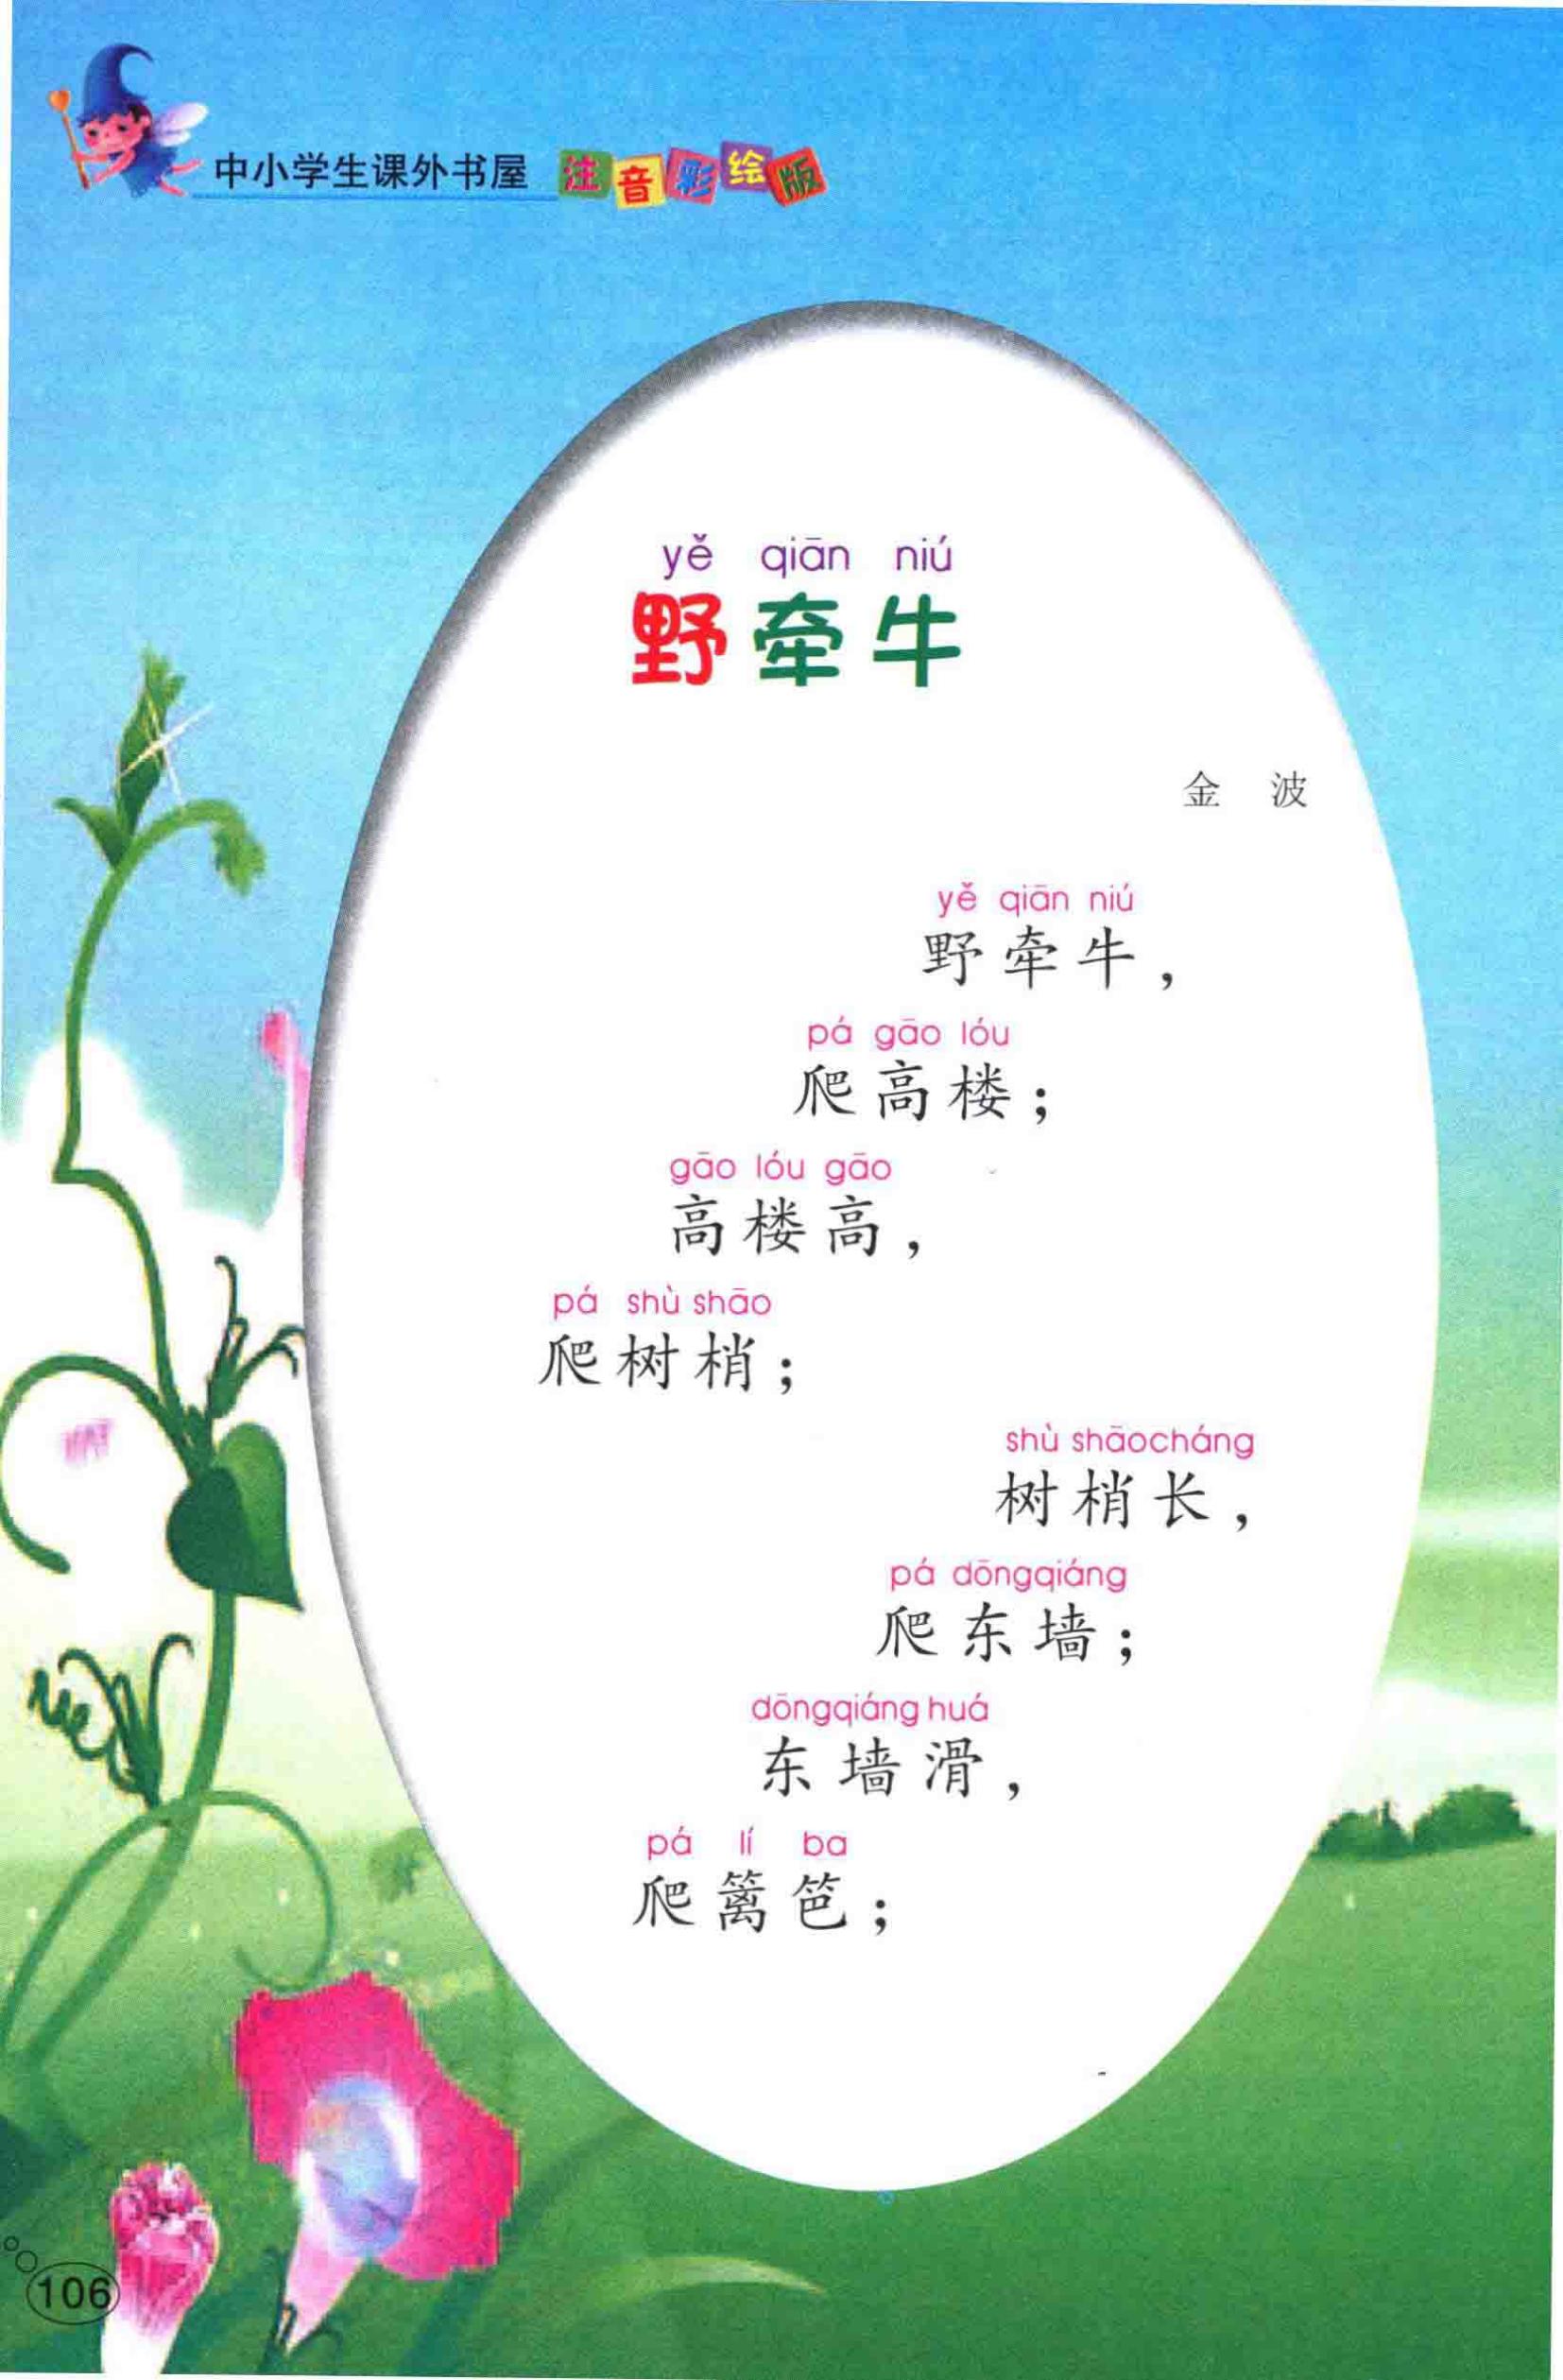 中小学生课外书屋 注音彩绘版
yě qiān niú
野牵牛
金 波
yě qiān niú
野牵牛，
pá gāo lóu
爬高楼；
gāo lóu gāo
高楼高，
pá shù shāo
爬树梢；
shù shāocháng
树梢长，
pá dōngqiáng
爬东墙；
dōngqiáng huá
东墙滑，
pá lí ba
爬篱笆；
106